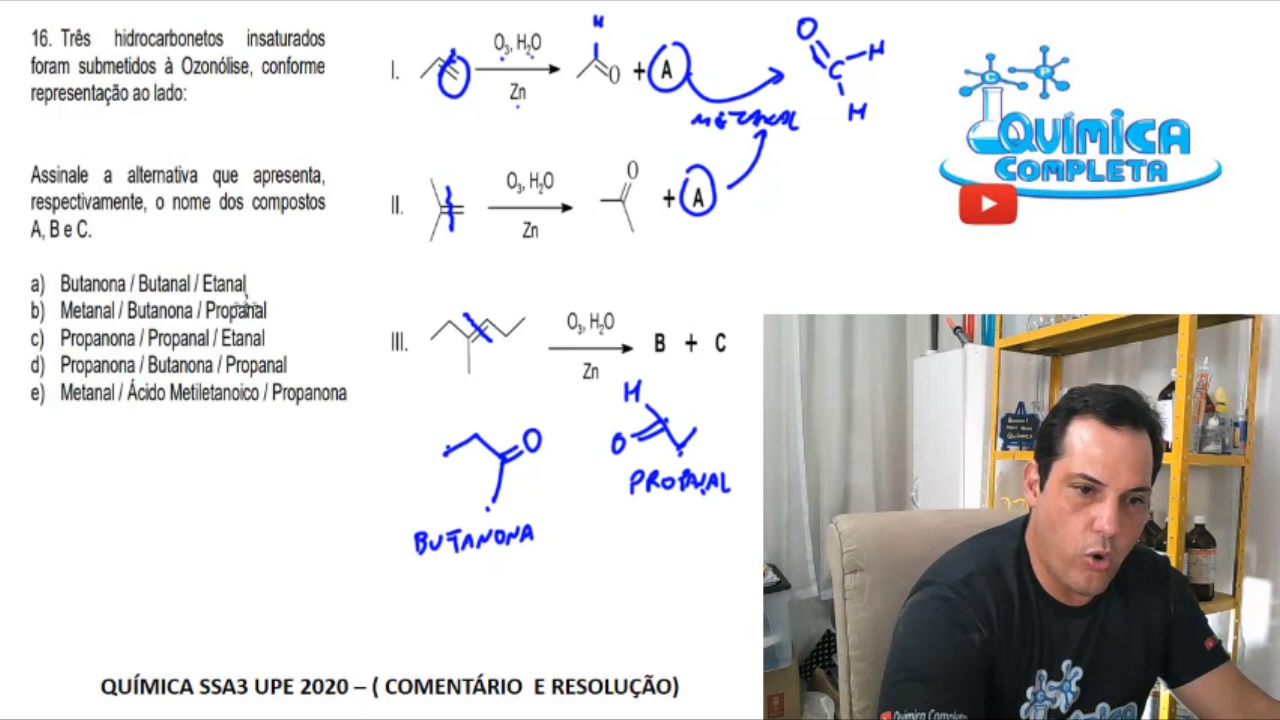 16. Três hidrocarbonetos insaturados
foram submetidos à Ozonólise, conforme
representação ao lado:
Assinale a alternativa que apresenta,
respectivamente, o nome dos compostos
A, B e C.
a) Butanona / Butanal / Etanal
b) Metanal / Butanona / Propanal
c) Propanona / Propanal / Etanal
d) Propanona / Butanona / Propanal
e) Metanal / Ácido Metiletanoico / Propanona
I. O3, H2O
Zn
H
O + A
METANAL
O
C H
H
II. O3, H2O
Zn
O
+ A
III. O3, H2O
Zn
B + C
O
BUTANONA
H
O
PROPANAL
C P
QUÍMICA
COMPLETA
QUÍMICA SSA3 UPE 2020 – ( COMENTÁRIO E RESOLUÇÃO)
Química Completa